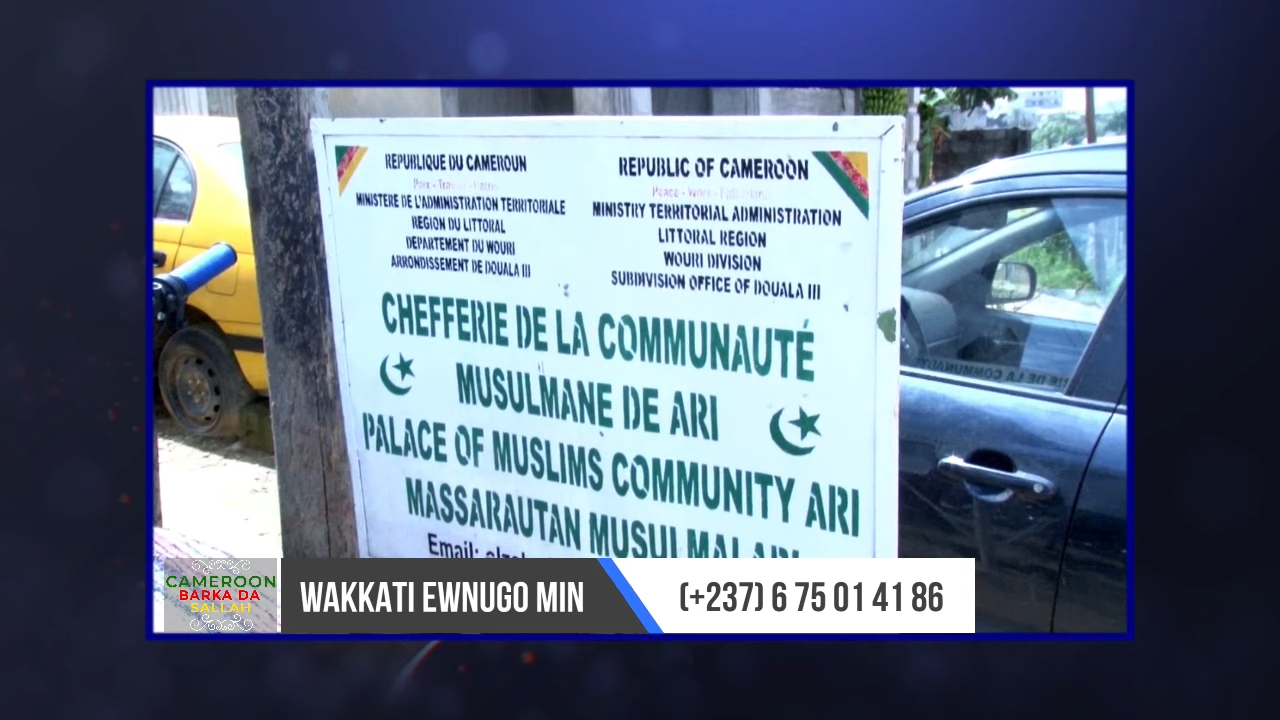 REPUBLIQUE DU CAMEROUN
Paix - Travail - Patrie
MINISTERE DE L'ADMINISTRATION TERRITORIALE
REGION DU LITTORAL
DEPARTEMENT DU WOURI
ARRONDISSEMENT DE DOUALA III
REPUBLIC OF CAMEROON
Peace - Work - Fatherland
MINISTRY TERRITORIAL ADMINISTRATION
LITTORAL REGION
WOURI DIVISION
SUBDIVISION OFFICE OF DOUALA III
CHEFFERIE DE LA COMMUNAUTÉ
MUSULMANE DE ARI
PALACE OF MUSLIMS COMMUNITY ARI
MASSARAUTAN MUSULMAI ARI
Email:
CAMEROON
BARKA DA
SALLAH
WAKKATI EWNUGO MIN
(+237) 6 75 01 41 86